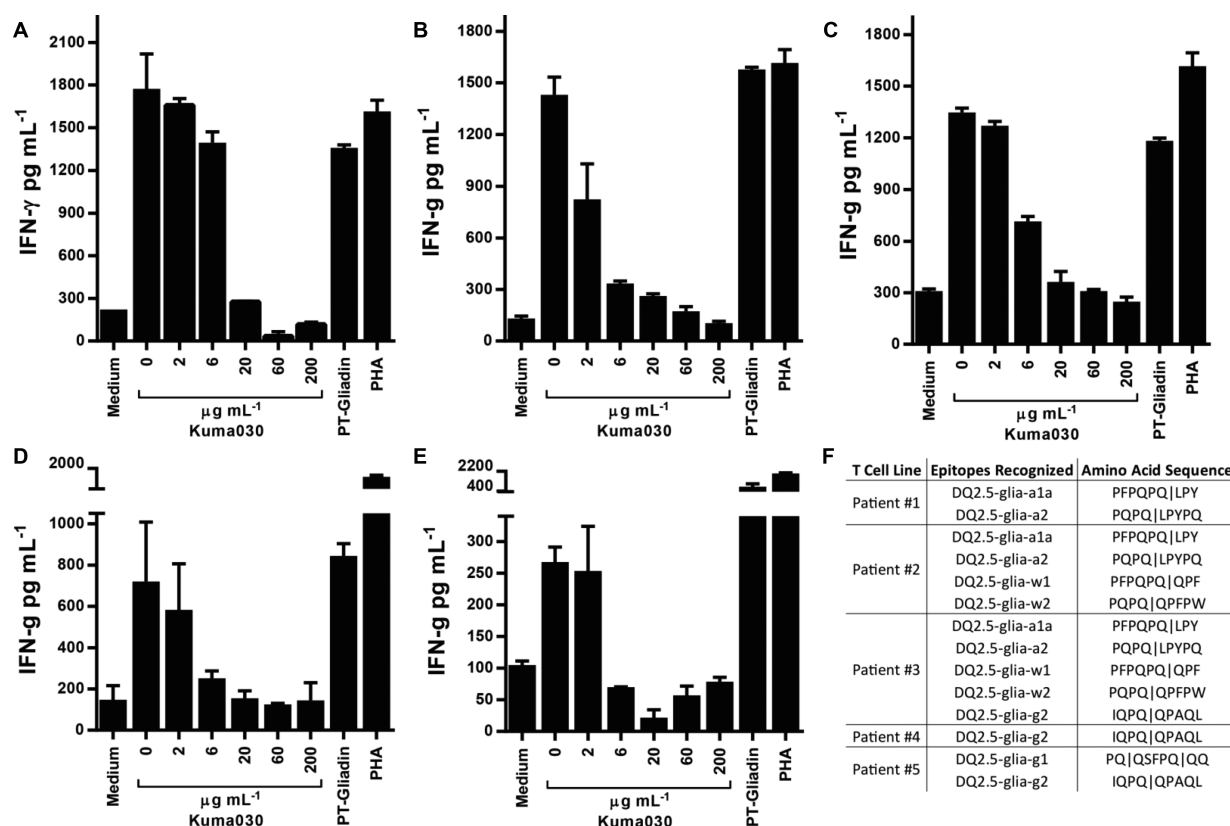 A
2100
1800
1500
1200
900
600
300
0
IFN-γ pg mL-1
Medium
0
2
6
20
60
200
PT-Gliadin
PHA
μg mL-1
Kuma030
B
1800
1500
1200
900
600
300
0
IFN-g pg mL-1
Medium
0
2
6
20
60
200
PT-Gliadin
PHA
μg mL-1
Kuma030
C
1800
1500
1200
900
600
300
0
IFN-g pg mL-1
Medium
0
2
6
20
60
200
PT-Gliadin
PHA
μg mL-1
Kuma030
D
2000
1000
800
600
400
200
0
IFN-g pg mL-1
Medium
0
2
6
20
60
200
PT-Gliadin
PHA
μg mL-1
Kuma030
E
2200
400
300
250
200
150
100
50
0
IFN-g pg mL-1
Medium
0
2
6
20
60
200
PT-Gliadin
PHA
μg mL-1
Kuma030
F
T Cell Line Epitopes Recognized Amino Acid Sequence
Patient #1 DQ2.5-glia-a1a PFPQPQ|LPY
DQ2.5-glia-a2 PQPQ|LPYPQ
Patient #2 DQ2.5-glia-a1a PFPQPQ|LPY
DQ2.5-glia-a2 PQPQ|LPYPQ
DQ2.5-glia-w1 PFPQPQ|QPF
DQ2.5-glia-w2 PQPQ|QPFPW
Patient #3 DQ2.5-glia-a1a PFPQPQ|LPY
DQ2.5-glia-a2 PQPQ|LPYPQ
DQ2.5-glia-w1 PFPQPQ|QPF
DQ2.5-glia-w2 PQPQ|QPFPW
DQ2.5-glia-g2 IQPQ|QPAQL
Patient #4 DQ2.5-glia-g2 IQPQ|QPAQL
Patient #5 DQ2.5-glia-g1 PQ|QSFPQ|QQ
DQ2.5-glia-g2 IQPQ|QPAQL